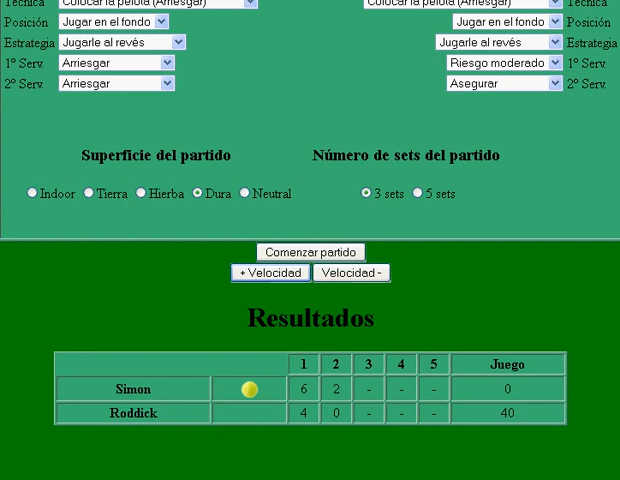 Técnica Colocar la pelota (Arriesgar) Colocar la pelota (Arriesgar) Técnica
Posición Jugar en el fondo Jugar en el fondo Posición
Estrategia Jugarle al revés Jugarle al revés Estrategia
1º Serv. Arriesgar Riesgo moderado 1º Serv.
2º Serv. Arriesgar Asegurar 2º Serv.
Superficie del partido Número de sets del partido
Indoor Tierra Hierba Dura Neutral 3 sets 5 sets
Comenzar partido
+ Velocidad Velocidad -
Resultados
1 2 3 4 5 Juego
Simon 6 2 - - - 0
Roddick 4 0 - - - 40